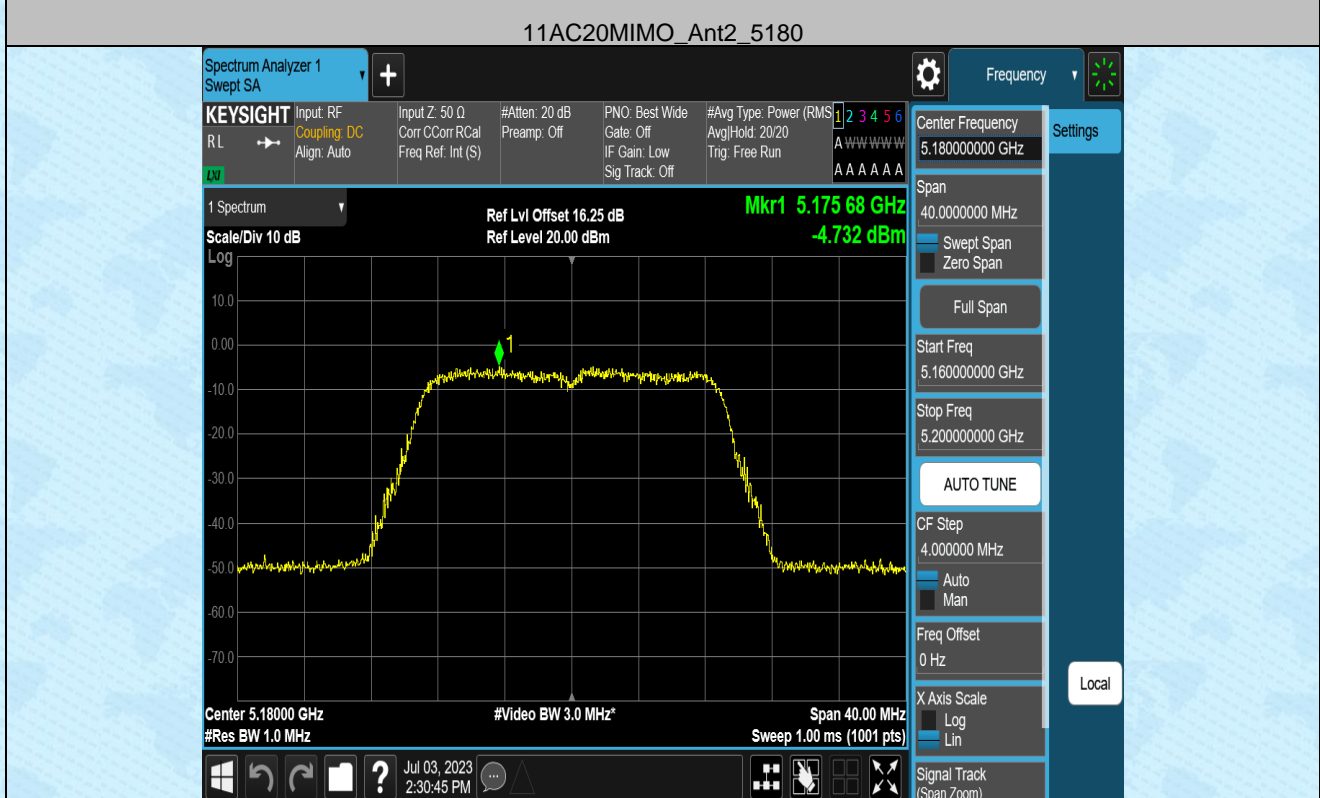 11AC20MIMO_Ant2_5180
Spectrum Analyzer 1
Swept SA
+
Frequency
KEYSIGHT
R L
LXI
Input: RF
Coupling: DC
Align: Auto
Input Z: 50 Ω
Corr CCorr RCal
Freq Ref: Int (S)
#Atten: 20 dB
Preamp: Off
PNO: Best Wide
Gate: Off
IF Gain: Low
Sig Track: Off
#Avg Type: Power (RMS
Avg|Hold: 20/20
Trig: Free Run
1 2 3 4 5 6
A W W W W W
A A A A A A
1 Spectrum
Scale/Div 10 dB
Ref Lvl Offset 16.25 dB
Ref Level 20.00 dBm
Mkr1 5.175 68 GHz
-4.732 dBm
Log
10.0
0.00
-10.0
-20.0
-30.0
-40.0
-50.0
-60.0
-70.0
1
Center 5.18000 GHz
#Video BW 3.0 MHz*
Span 40.00 MHz
#Res BW 1.0 MHz
Sweep 1.00 ms (1001 pts)
Center Frequency
5.180000000 GHz
Settings
Span
40.0000000 MHz
Swept Span
Zero Span
Full Span
Start Freq
5.160000000 GHz
Stop Freq
5.200000000 GHz
AUTO TUNE
CF Step
4.000000 MHz
Auto
Man
Freq Offset
0 Hz
X Axis Scale
Log
Lin
Local
Signal Track
(Span Zoom)
?
Jul 03, 2023
2:30:45 PM